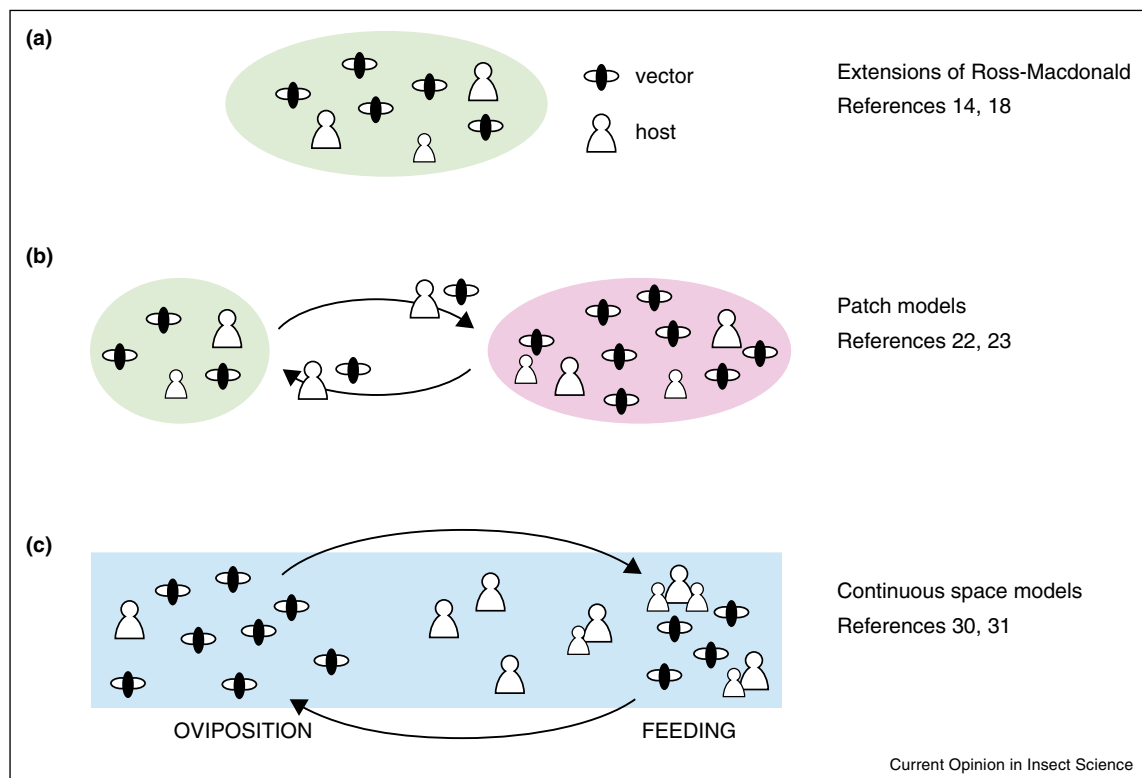 (a)
vector
host
Extensions of Ross-Macdonald
References 14, 18
(b)
Patch models
References 22, 23
(c)
Continuous space models
References 30, 31
OVIPOSITION
FEEDING
Current Opinion in Insect Science